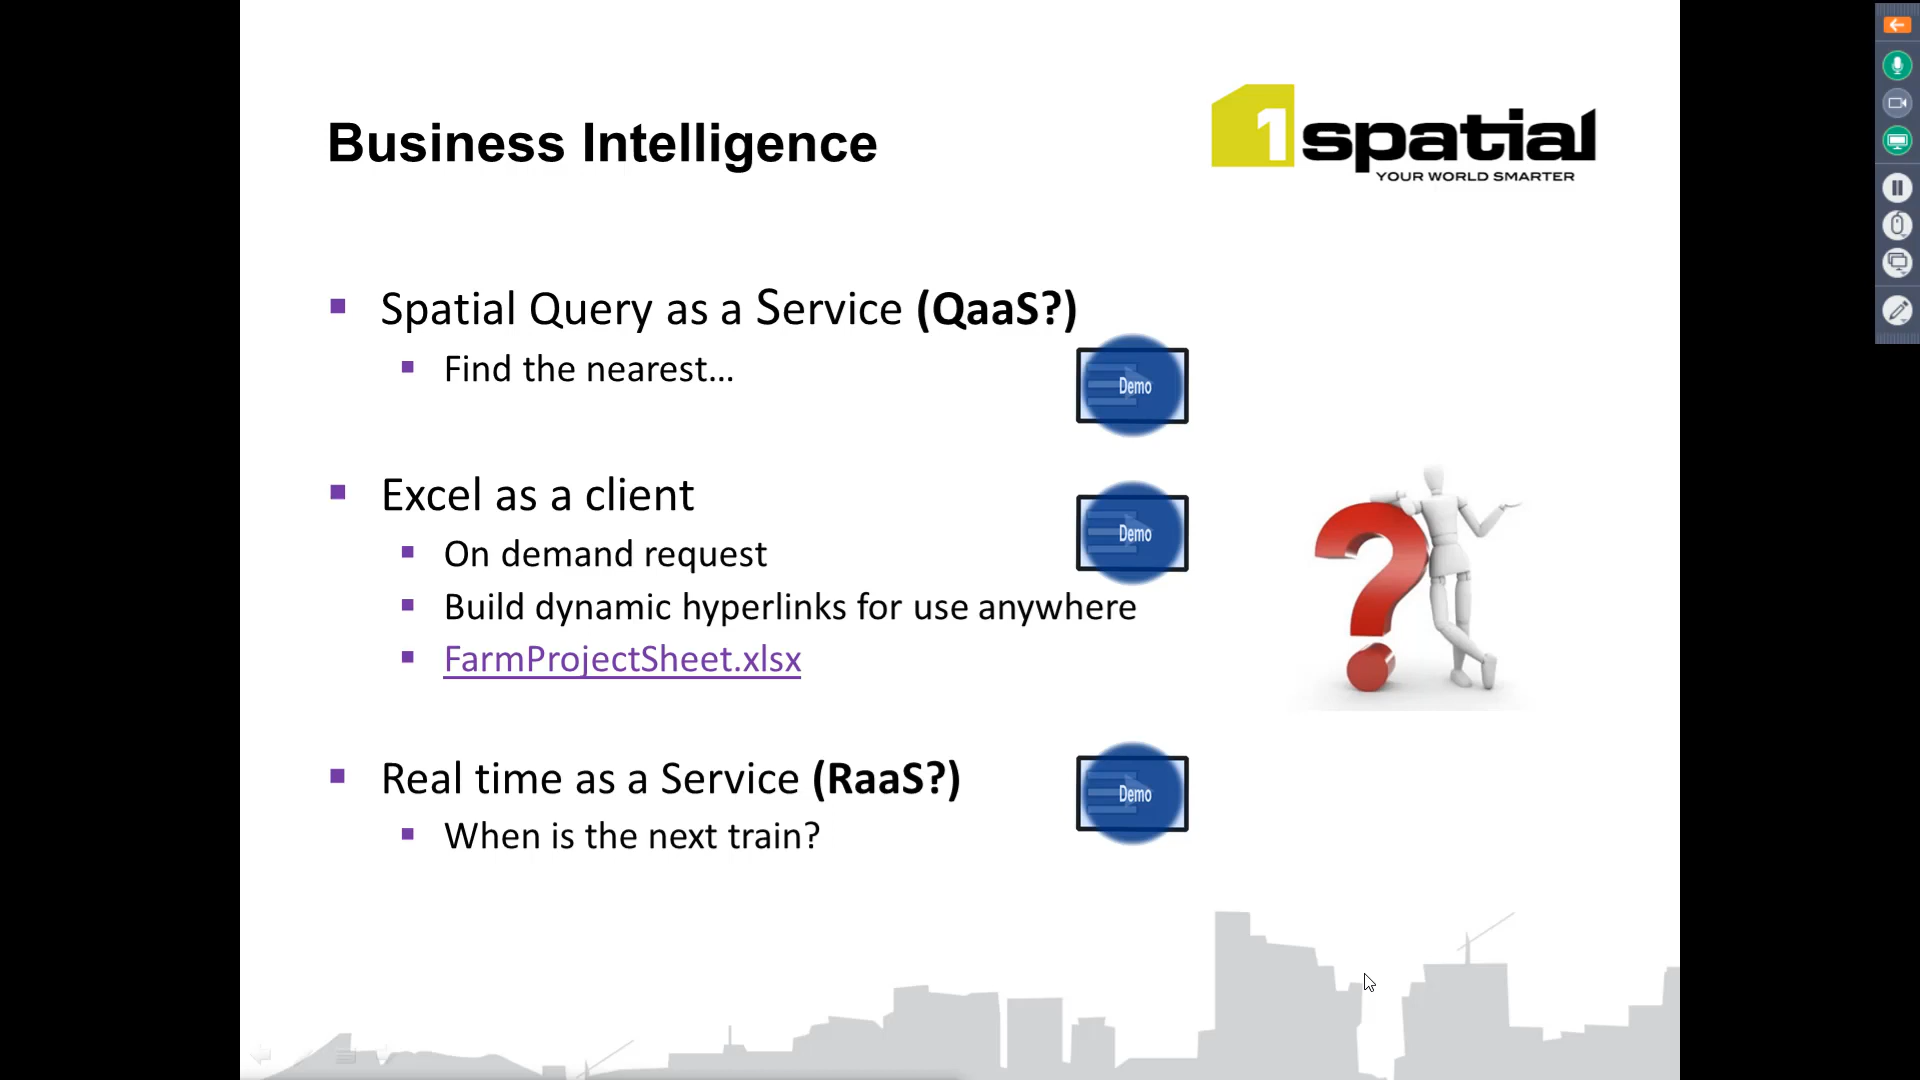 Business Intelligence
1spatial
YOUR WORLD SMARTER
Spatial Query as a Service (QaaS?)
Find the nearest...
Demo
Excel as a client
Demo
On demand request
Build dynamic hyperlinks for use anywhere
FarmProjectSheet.xlsx
Real time as a Service (RaaS?)
Demo
When is the next train?